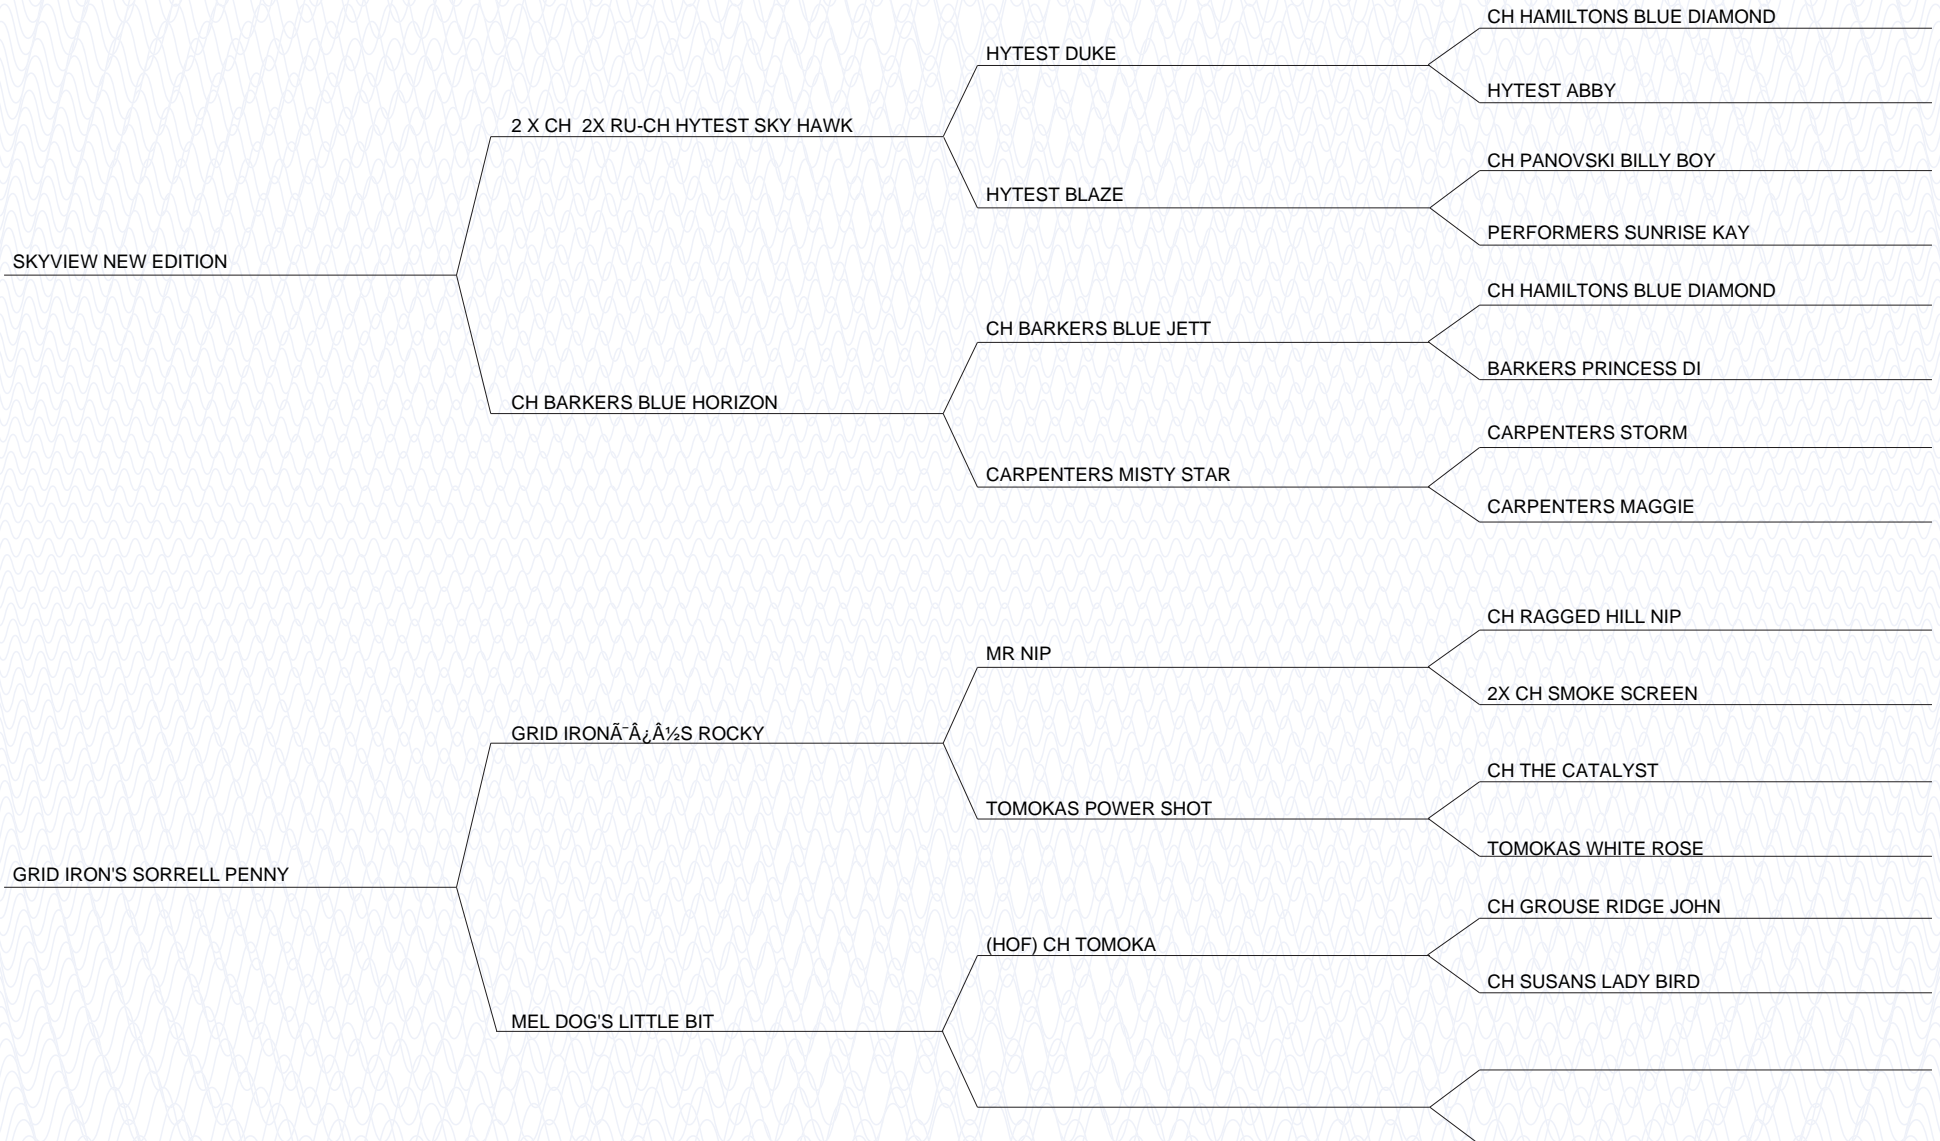 CH HAMILTONS BLUE DIAMOND
HYTEST DUKE
HYTEST ABBY
2 X CH  2X RU-CH HYTEST SKY HAWK
CH PANOVSKI BILLY BOY
HYTEST BLAZE
PERFORMERS SUNRISE KAY
SKYVIEW NEW EDITION
CH HAMILTONS BLUE DIAMOND
CH BARKERS BLUE JETT
BARKERS PRINCESS DI
CH BARKERS BLUE HORIZON
CARPENTERS STORM
CARPENTERS MISTY STAR
CARPENTERS MAGGIE
CH RAGGED HILL NIP
MR NIP
2X CH SMOKE SCREEN
GRID IRONÃ¯Â¿Â½S ROCKY
CH THE CATALYST
TOMOKAS POWER SHOT
TOMOKAS WHITE ROSE
GRID IRON'S SORRELL PENNY
CH GROUSE RIDGE JOHN
(HOF) CH TOMOKA
CH SUSANS LADY BIRD
MEL DOG'S LITTLE BIT